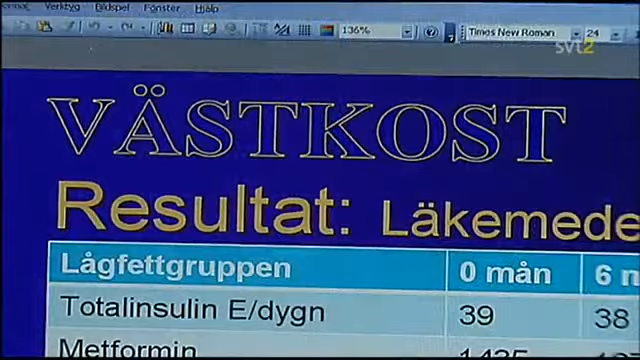 Verktyg Bildspel Fönster Hjälp
136% Times New Roman 24
svt2
VÄSTKOST
Resultat: Läkemede
Lågfettgruppen 0 mån 6 n
Totalinsulin E/dygn 39 38
Metformin